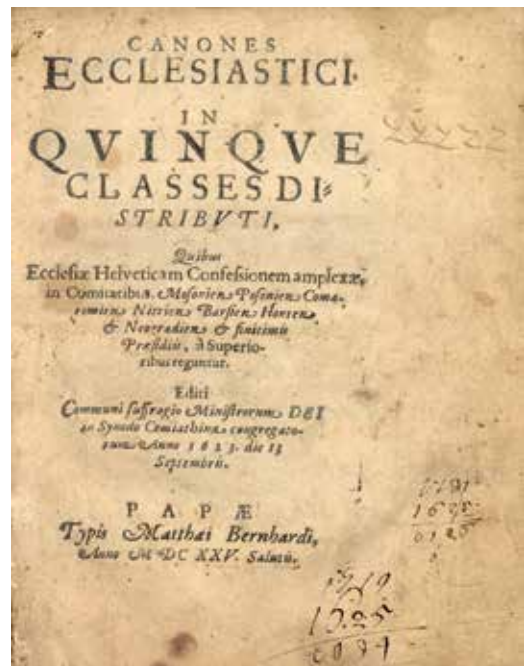 CANONES
ECCLESIASTICI.
IN
QVINQVE
CLASSES DI⸗
STRIBVTI,
Quibus
Ecclesiæ Helveticam Confessionem amplexæ,
in Comitatibus. Mosonien. Posonien. Coma-
romien. Nitrien. Barsien. Honten.
& Neogradien. & finitimis
Præsidiis, à Superio-
ribus reguntur.
Editi
Communi suffragio Ministrorum DEI
in Synodo Comiathina congregato-
rum Anno 1623. die 13
Septembris.
PAPÆ
Typis Matthæi Bernhardi,
Anno M DC XXV. Salutis.
1625